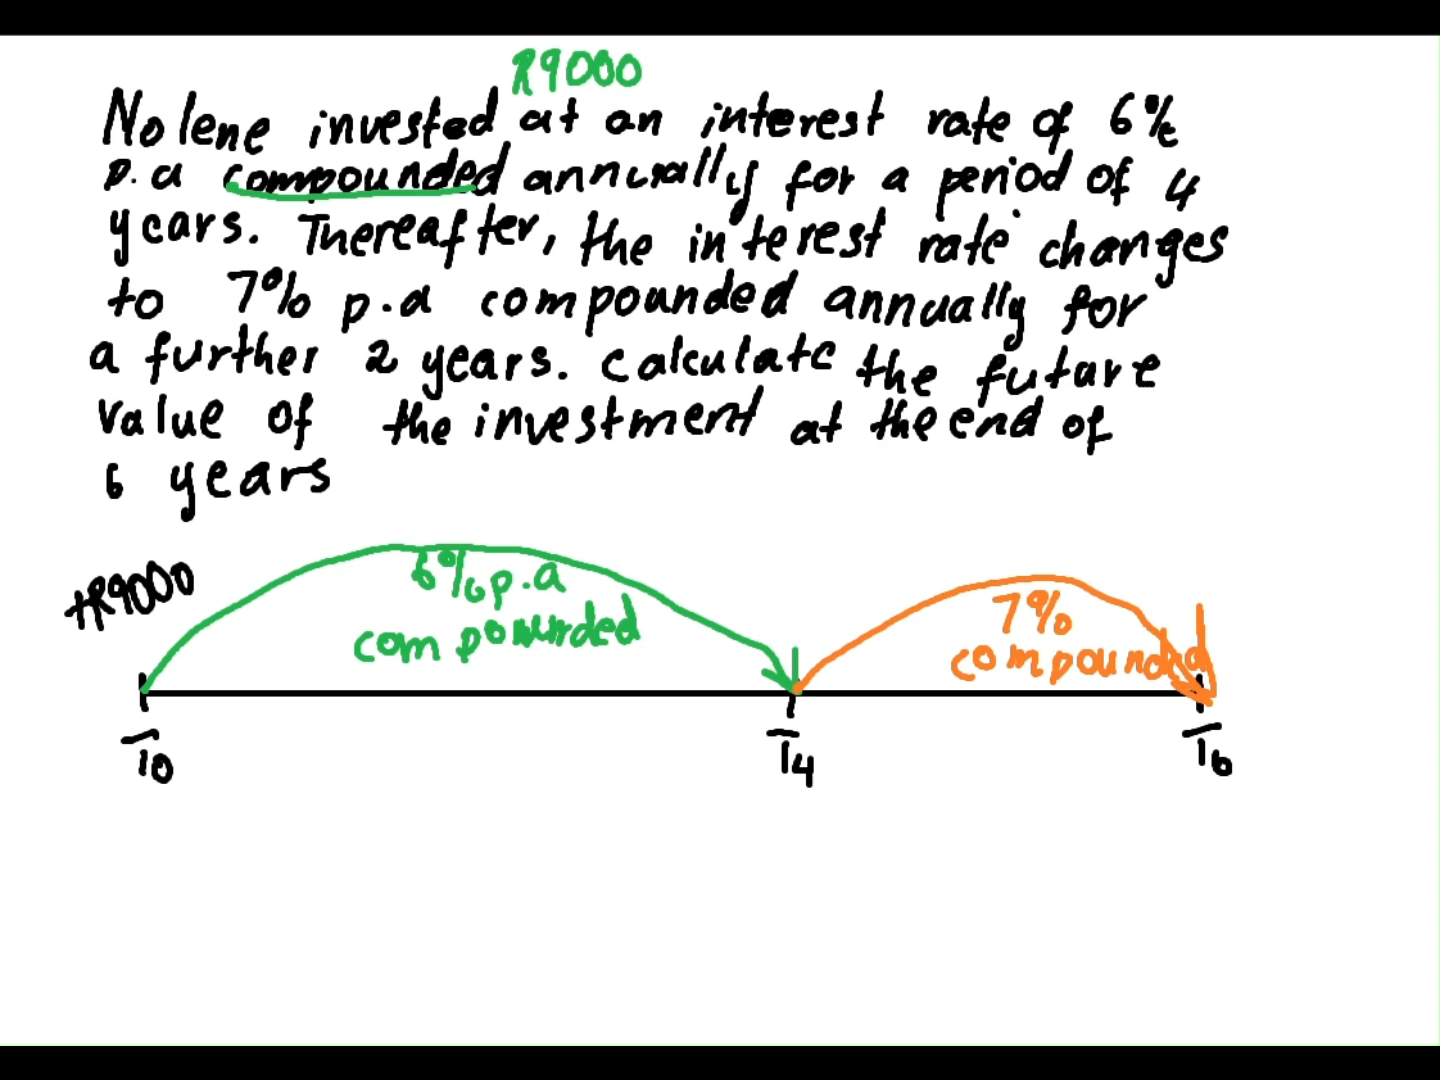 R9000
Nolene invested at an interest rate of 6%
p.a compounded annually for a period of 4
years. Thereafter, the interest rate changes
to 7% p.a compounded annually for
a further 2 years. Calculate the future
value of the investment at the end of
6 years
+R9000
6% p.a
compounded
7%
compounded
T0 T4 T6